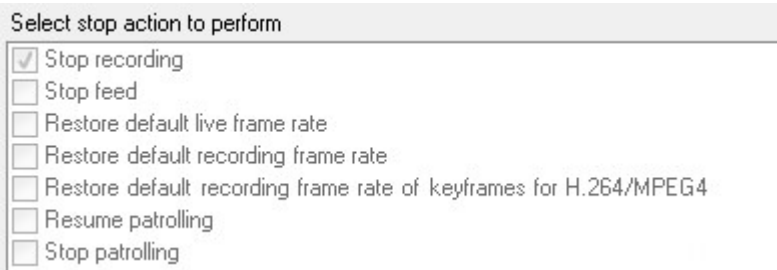 Select stop action to perform
Stop recording
Stop feed
Restore default live frame rate
Restore default recording frame rate
Restore default recording frame rate of keyframes for H.264/MPEG4
Resume patrolling
Stop patrolling